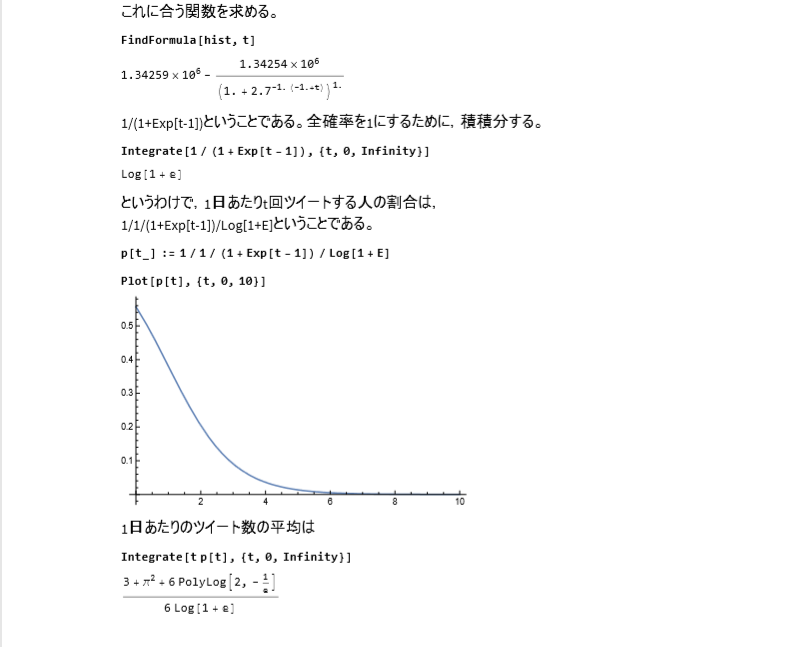 これに合う関数を求める。
FindFormula[hist, t]
1.34259 × 10^6 - 1.34254 × 10^6 / (1. + 2.7^-1. (-1.+t))^1.
1/(1+Exp[t-1])ということである。全確率を1にするために, 積積分する。
Integrate[1 / (1 + Exp[t - 1]), {t, 0, Infinity}]
Log[1 + e]
というわけで, 1日あたりt回ツイートする人の割合は,
1/1/(1+Exp[t-1])/Log[1+E]ということである。
p[t_] := 1 / 1 / (1 + Exp[t - 1]) / Log[1 + E]
Plot[p[t], {t, 0, 10}]
0.5
0.4
0.3
0.2
0.1
2 4 6 8 10
1日あたりのツイート数の平均は
Integrate[t p[t], {t, 0, Infinity}]
3 + π^2 + 6 PolyLog[2, - 1/e]
6 Log[1 + e]